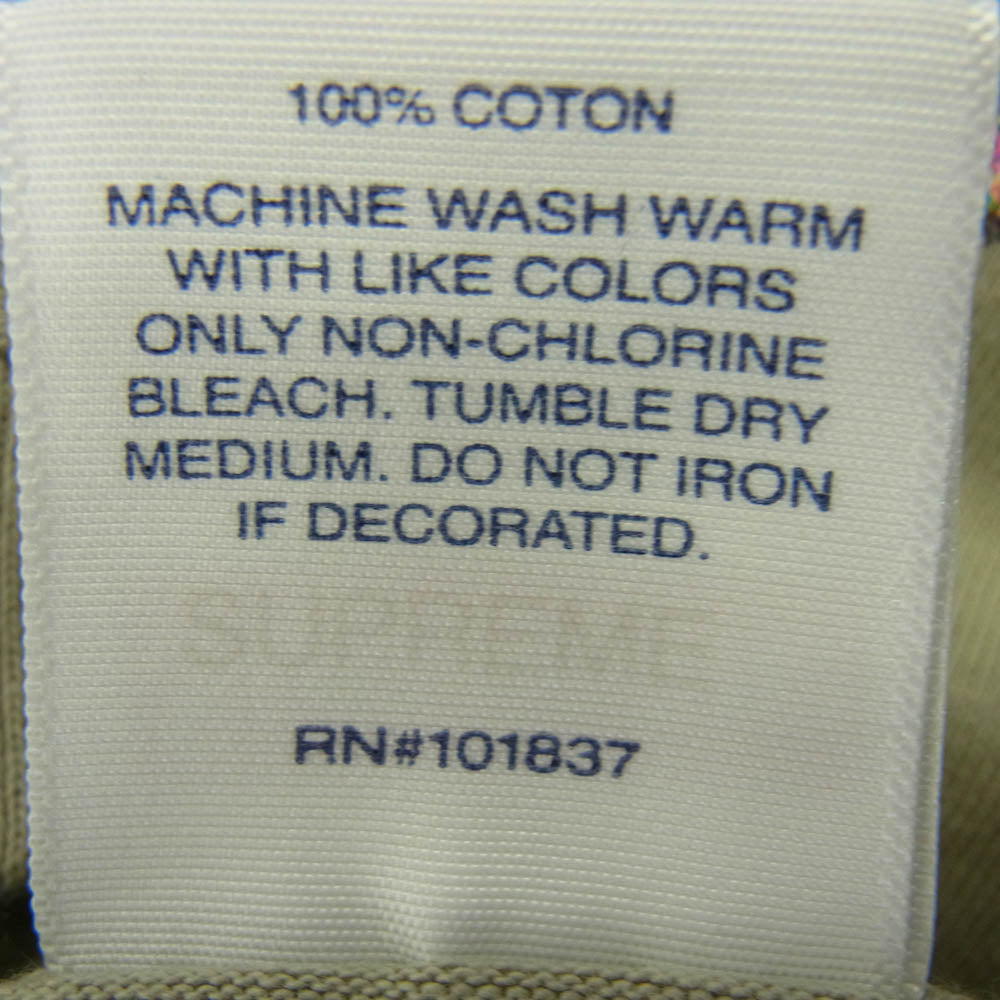 100% COTON
MACHINE WASH WARM
WITH LIKE COLORS
ONLY NON-CHLORINE
BLEACH. TUMBLE DRY
MEDIUM. DO NOT IRON
IF DECORATED.
SUPREME
RN#101837